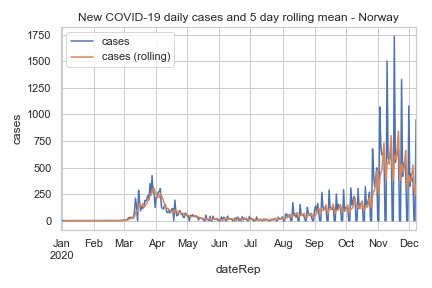 New COVID-19 daily cases and 5 day rolling mean - Norway
cases
cases (rolling)
cases
1750
1500
1250
1000
750
500
250
0
Jan
2020
Feb
Mar
Apr
May
Jun
Jul
Aug
Sep
Oct
Nov
Dec
dateRep